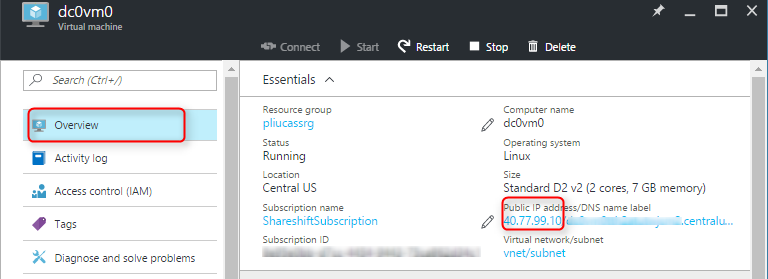 dc0vm0
Virtual machine
Connect Start Restart Stop Delete
Search (Ctrl+/)
Overview
Activity log
Access control (IAM)
Tags
Diagnose and solve problems
Essentials
Resource group
pliucassrg
Status
Running
Location
Central US
Subscription name
ShareshiftSubscription
Subscription ID
Computer name
dc0vm0
Operating system
Linux
Size
Standard D2 v2 (2 cores, 7 GB memory)
Public IP address/DNS name label
40.77.99.10/
Virtual network/subnet
vnet/subnet